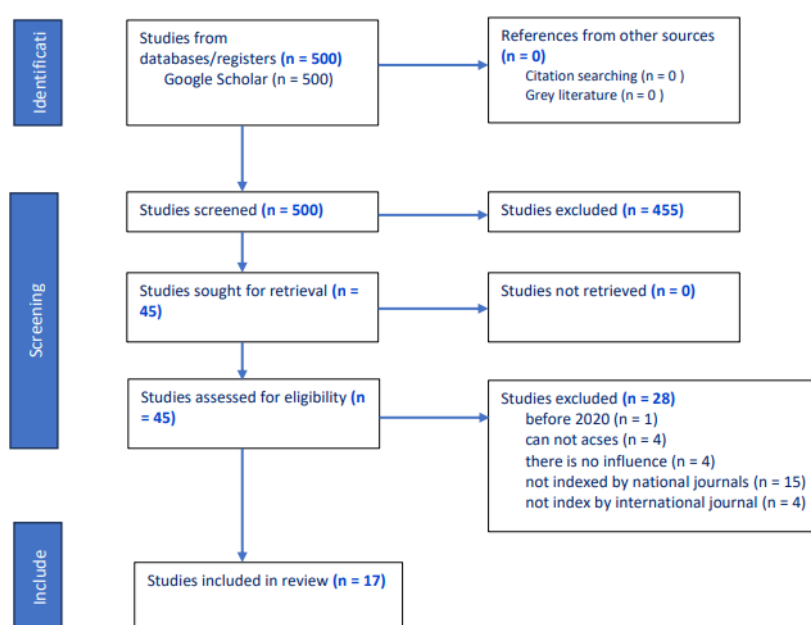 Identificati
Studies from
databases/registers (n = 500)
Google Scholar (n = 500)
References from other sources
(n = 0)
Citation searching (n = 0 )
Grey literature (n = 0 )
Screening
Studies screened (n = 500)
Studies excluded (n = 455)
Studies sought for retrieval (n =
45)
Studies not retrieved (n = 0)
Studies assessed for eligibility (n
= 45)
Studies excluded (n = 28)
before 2020 (n = 1)
can not acses (n = 4)
there is no influence (n = 4)
not indexed by national journals (n = 15)
not index by international journal (n = 4)
Include
Studies included in review (n = 17)